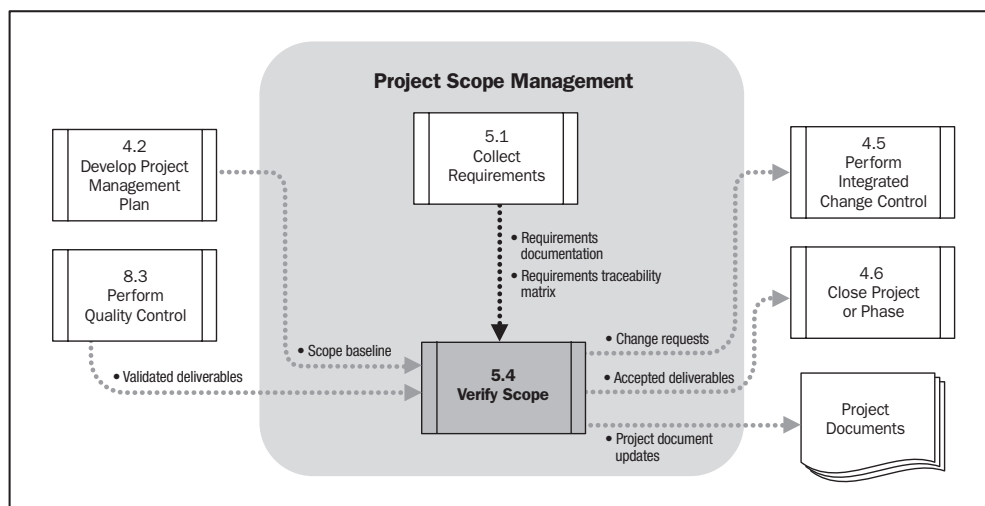 Project Scope Management
4.2
Develop Project
Management
Plan
5.1
Collect
Requirements
4.5
Perform
Integrated
Change Control
• Requirements
documentation
• Requirements traceability
matrix
8.3
Perform
Quality Control
4.6
Close Project
or Phase
• Scope baseline
• Validated deliverables
5.4
Verify Scope
• Change requests
• Accepted deliverables
• Project document
updates
Project
Documents